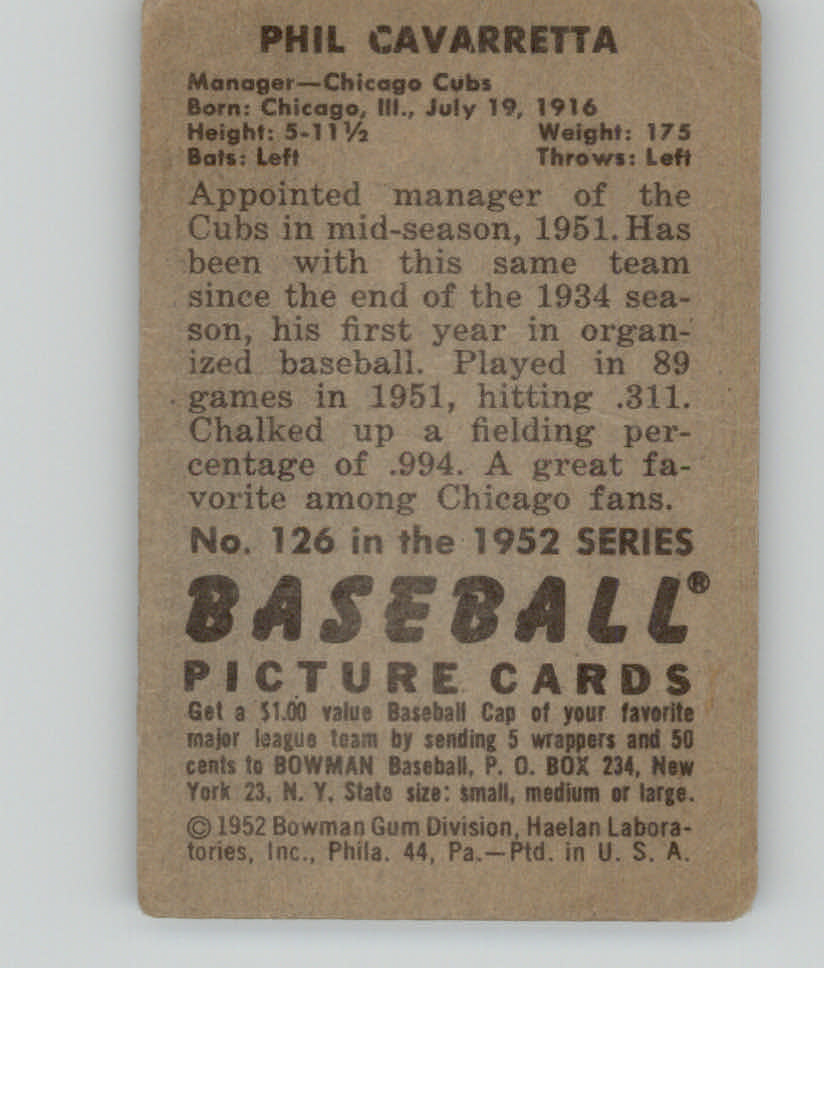 PHIL CAVARRETTA
Manager—Chicago Cubs
Born: Chicago, Ill., July 19, 1916
Height: 5-11½ Weight: 175
Bats: Left Throws: Left
Appointed manager of the
Cubs in mid-season, 1951. Has
been with this same team
since the end of the 1934 sea-
son, his first year in organ-
ized baseball. Played in 89
games in 1951, hitting .311.
Chalked up a fielding per-
centage of .994. A great fa-
vorite among Chicago fans.
No. 126 in the 1952 SERIES
BASEBALL®
PICTURE CARDS
Get a $1.00 value Baseball Cap of your favorite
major league team by sending 5 wrappers and 50
cents to BOWMAN Baseball, P. O. BOX 234, New
York 23, N. Y. State size: small, medium or large.
© 1952 Bowman Gum Division, Haelan Labora-
tories, Inc., Phila. 44, Pa.—Ptd. in U. S. A.